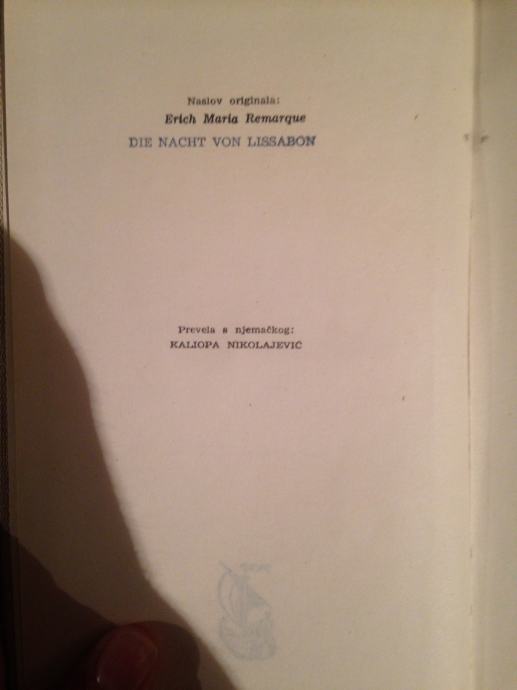 Naslov originala:
Erich Maria Remarque
DIE NACHT VON LISSABON
Prevela s njemačkog:
KALIOPA NIKOLAJEVIĆ